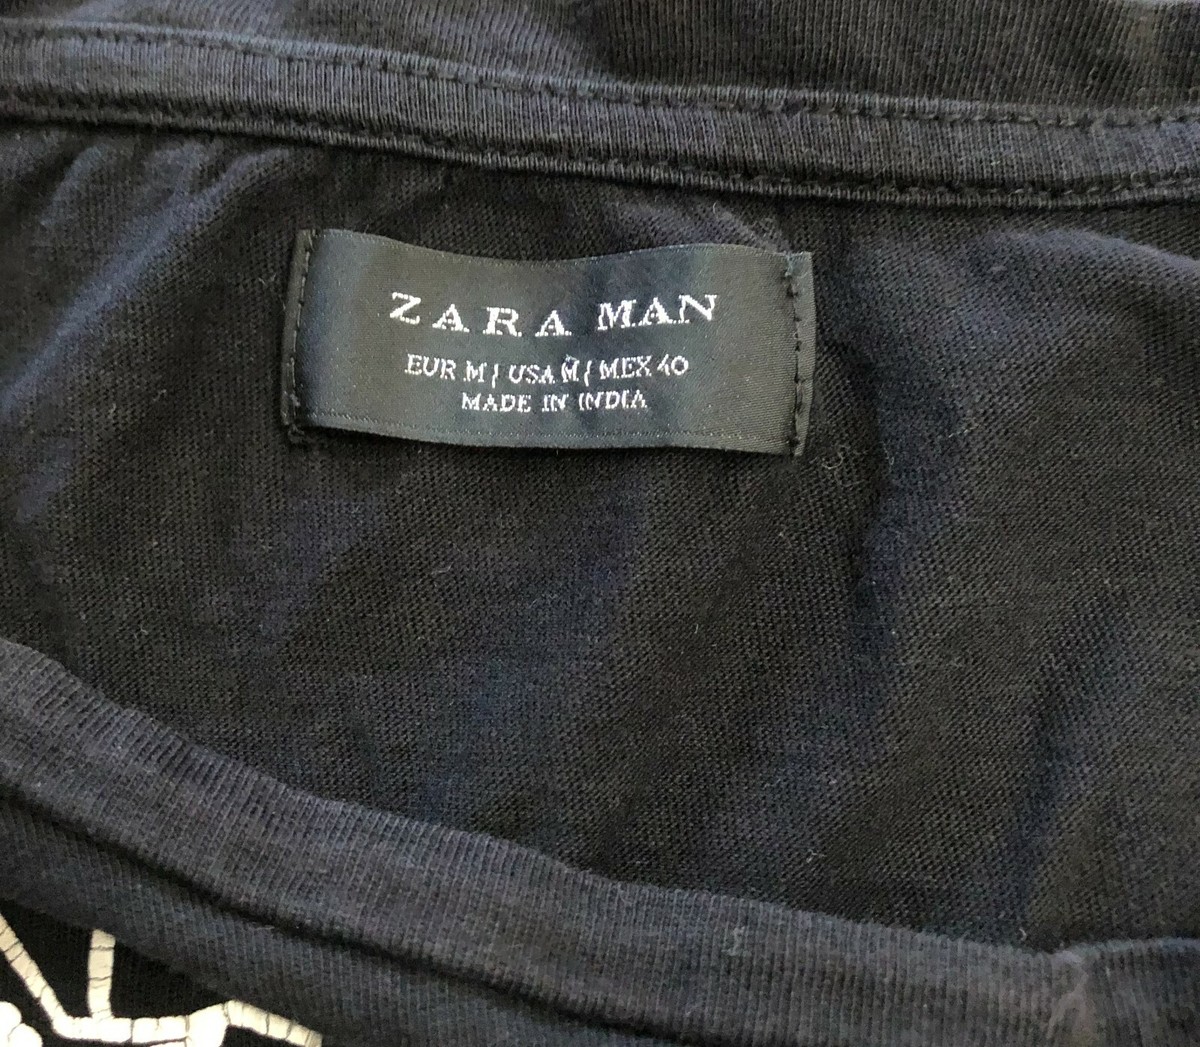 ZARA MAN
EUR M/ USA M/ MEX 40
MADE IN INDIA